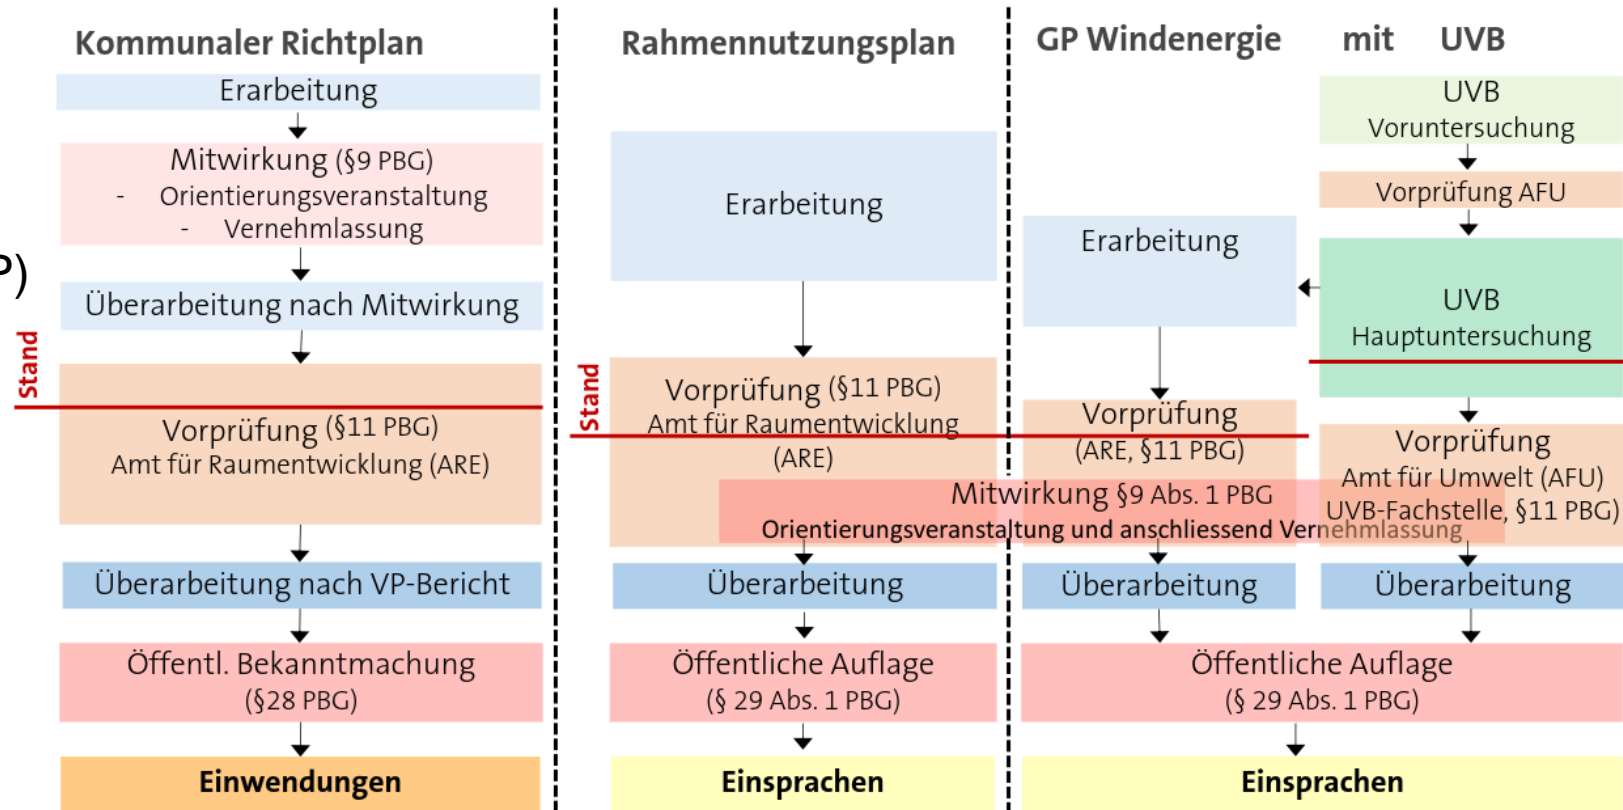 Kommunaler Richtplan
Erarbeitung
Mitwirkung (§9 PBG)
- Orientierungsveranstaltung
- Vernehmlassung
P)
Überarbeitung nach Mitwirkung
Stand
Vorprüfung (§11 PBG)
Amt für Raumentwicklung (ARE)
Überarbeitung nach VP-Bericht
Öffentl. Bekanntmachung
(§28 PBG)
Einwendungen
Rahmennutzungsplan
Erarbeitung
Stand
Vorprüfung (§11 PBG)
Amt für Raumentwicklung
(ARE)
Mitwirkung §9 Abs. 1 PBG
Orientierungsveranstaltung und anschliessend Vernehmlassung
Überarbeitung
Öffentliche Auflage
(§ 29 Abs. 1 PBG)
Einsprachen
GP Windenergie mit UVB
Erarbeitung
Vorprüfung
(ARE, §11 PBG)
Überarbeitung
UVB
Voruntersuchung
Vorprüfung AFU
UVB
Hauptuntersuchung
Vorprüfung
Amt für Umwelt (AFU)
UVB-Fachstelle, §11 PBG)
Überarbeitung
Öffentliche Auflage
(§ 29 Abs. 1 PBG)
Einsprachen